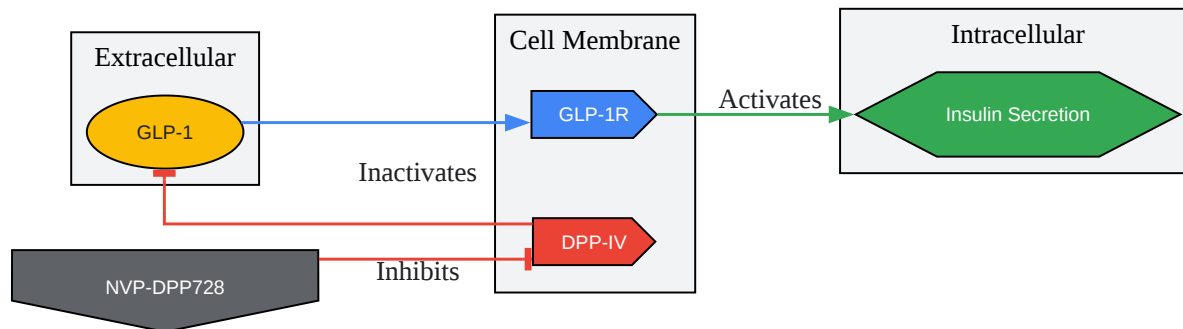 Extracellular
GLP-1
Cell Membrane
GLP-1R
Activates
Intracellular
Insulin Secretion
Inactivates
DPP-IV
Inhibits
NVP-DPP728